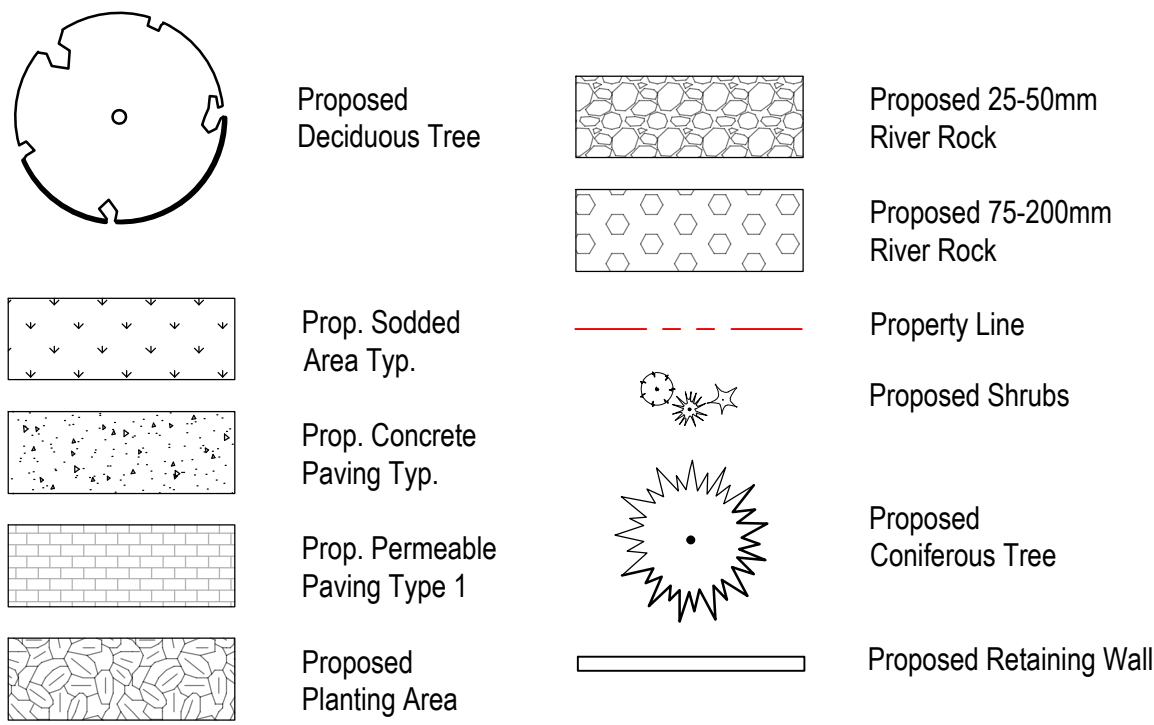 Proposed
Deciduous Tree
Prop. Sodded
Area Typ.
Prop. Concrete
Paving Typ.
Prop. Permeable
Paving Type 1
Proposed
Planting Area
Proposed 25-50mm
River Rock
Proposed 75-200mm
River Rock
Property Line
Proposed Shrubs
Proposed
Coniferous Tree
Proposed Retaining Wall